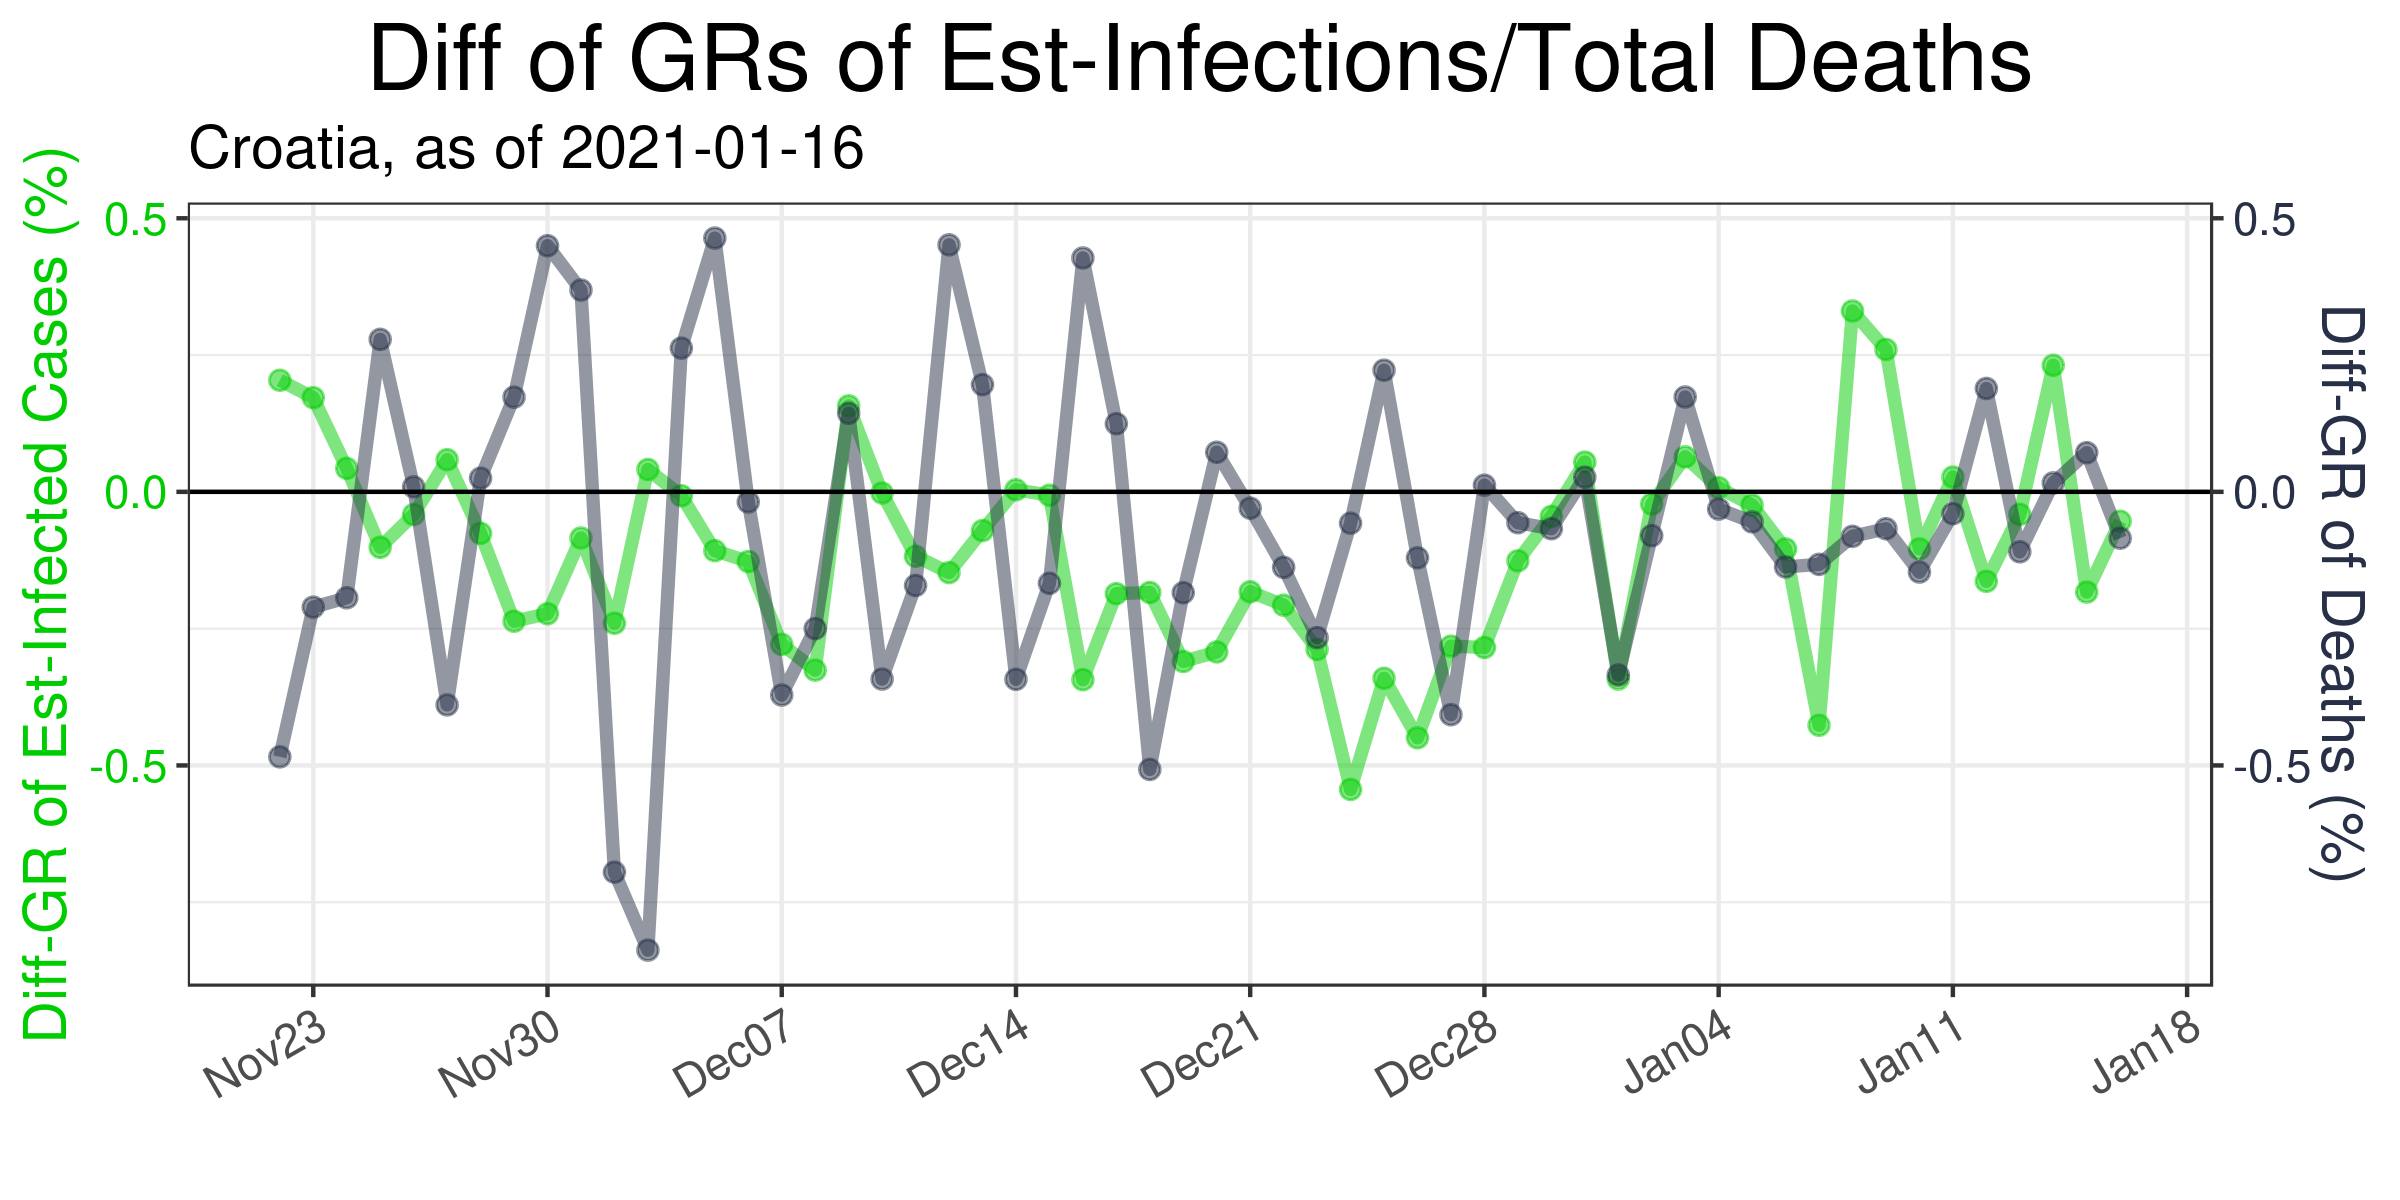 Diff of GRs of Est-Infections/Total Deaths
Croatia, as of 2021-01-16
Diff-GR of Est-Infected Cases (%)
0.5
0.0
-0.5
0.5
0.0
-0.5
Diff-GR of Deaths (%)
Nov23
Nov30
Dec07
Dec14
Dec21
Dec28
Jan04
Jan11
Jan18